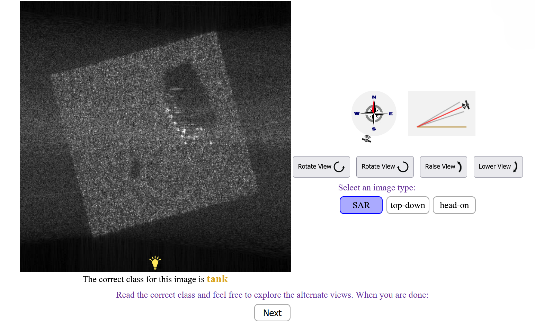 N
W E
S
Rotate View Rotate View Raise View Lower View
Select an image type:
SAR top-down head-on
The correct class for this image is tank
Read the correct class and feel free to explore the alternate views. When you are done:
Next